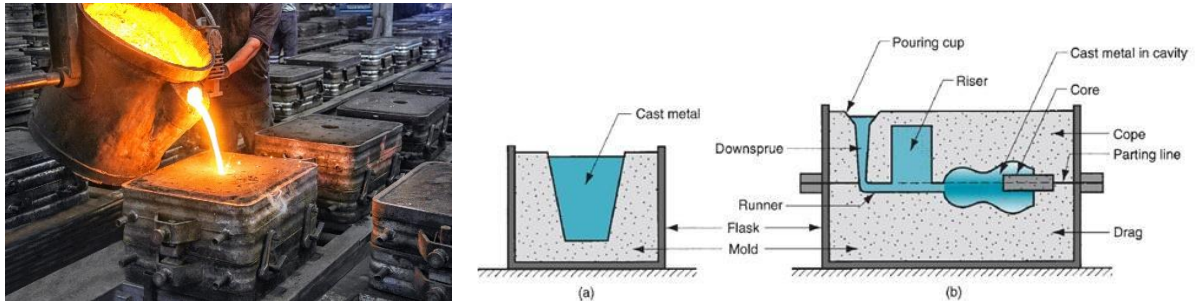 Cast metal
Flask
Mold
(a)
Pouring cup
Riser
Cast metal in cavity
Core
Cope
Downsprue
Parting line
Runner
Drag
(b)